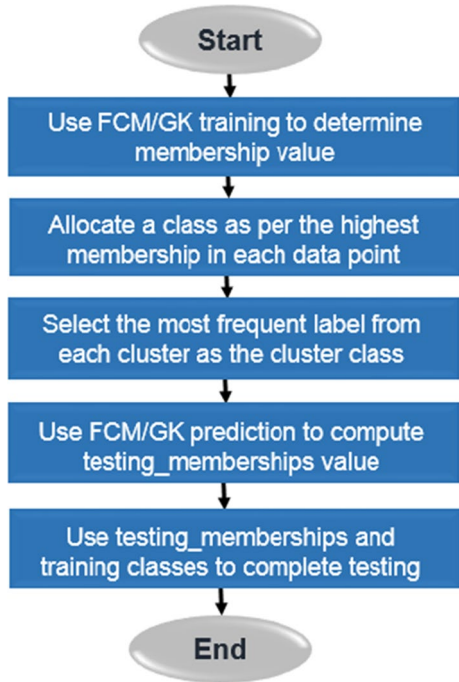 Start
Use FCM/GK training to determine
membership value
Allocate a class as per the highest
membership in each data point
Select the most frequent label from
each cluster as the cluster class
Use FCM/GK prediction to compute
testing_memberships value
Use testing_memberships and
training classes to complete testing
End